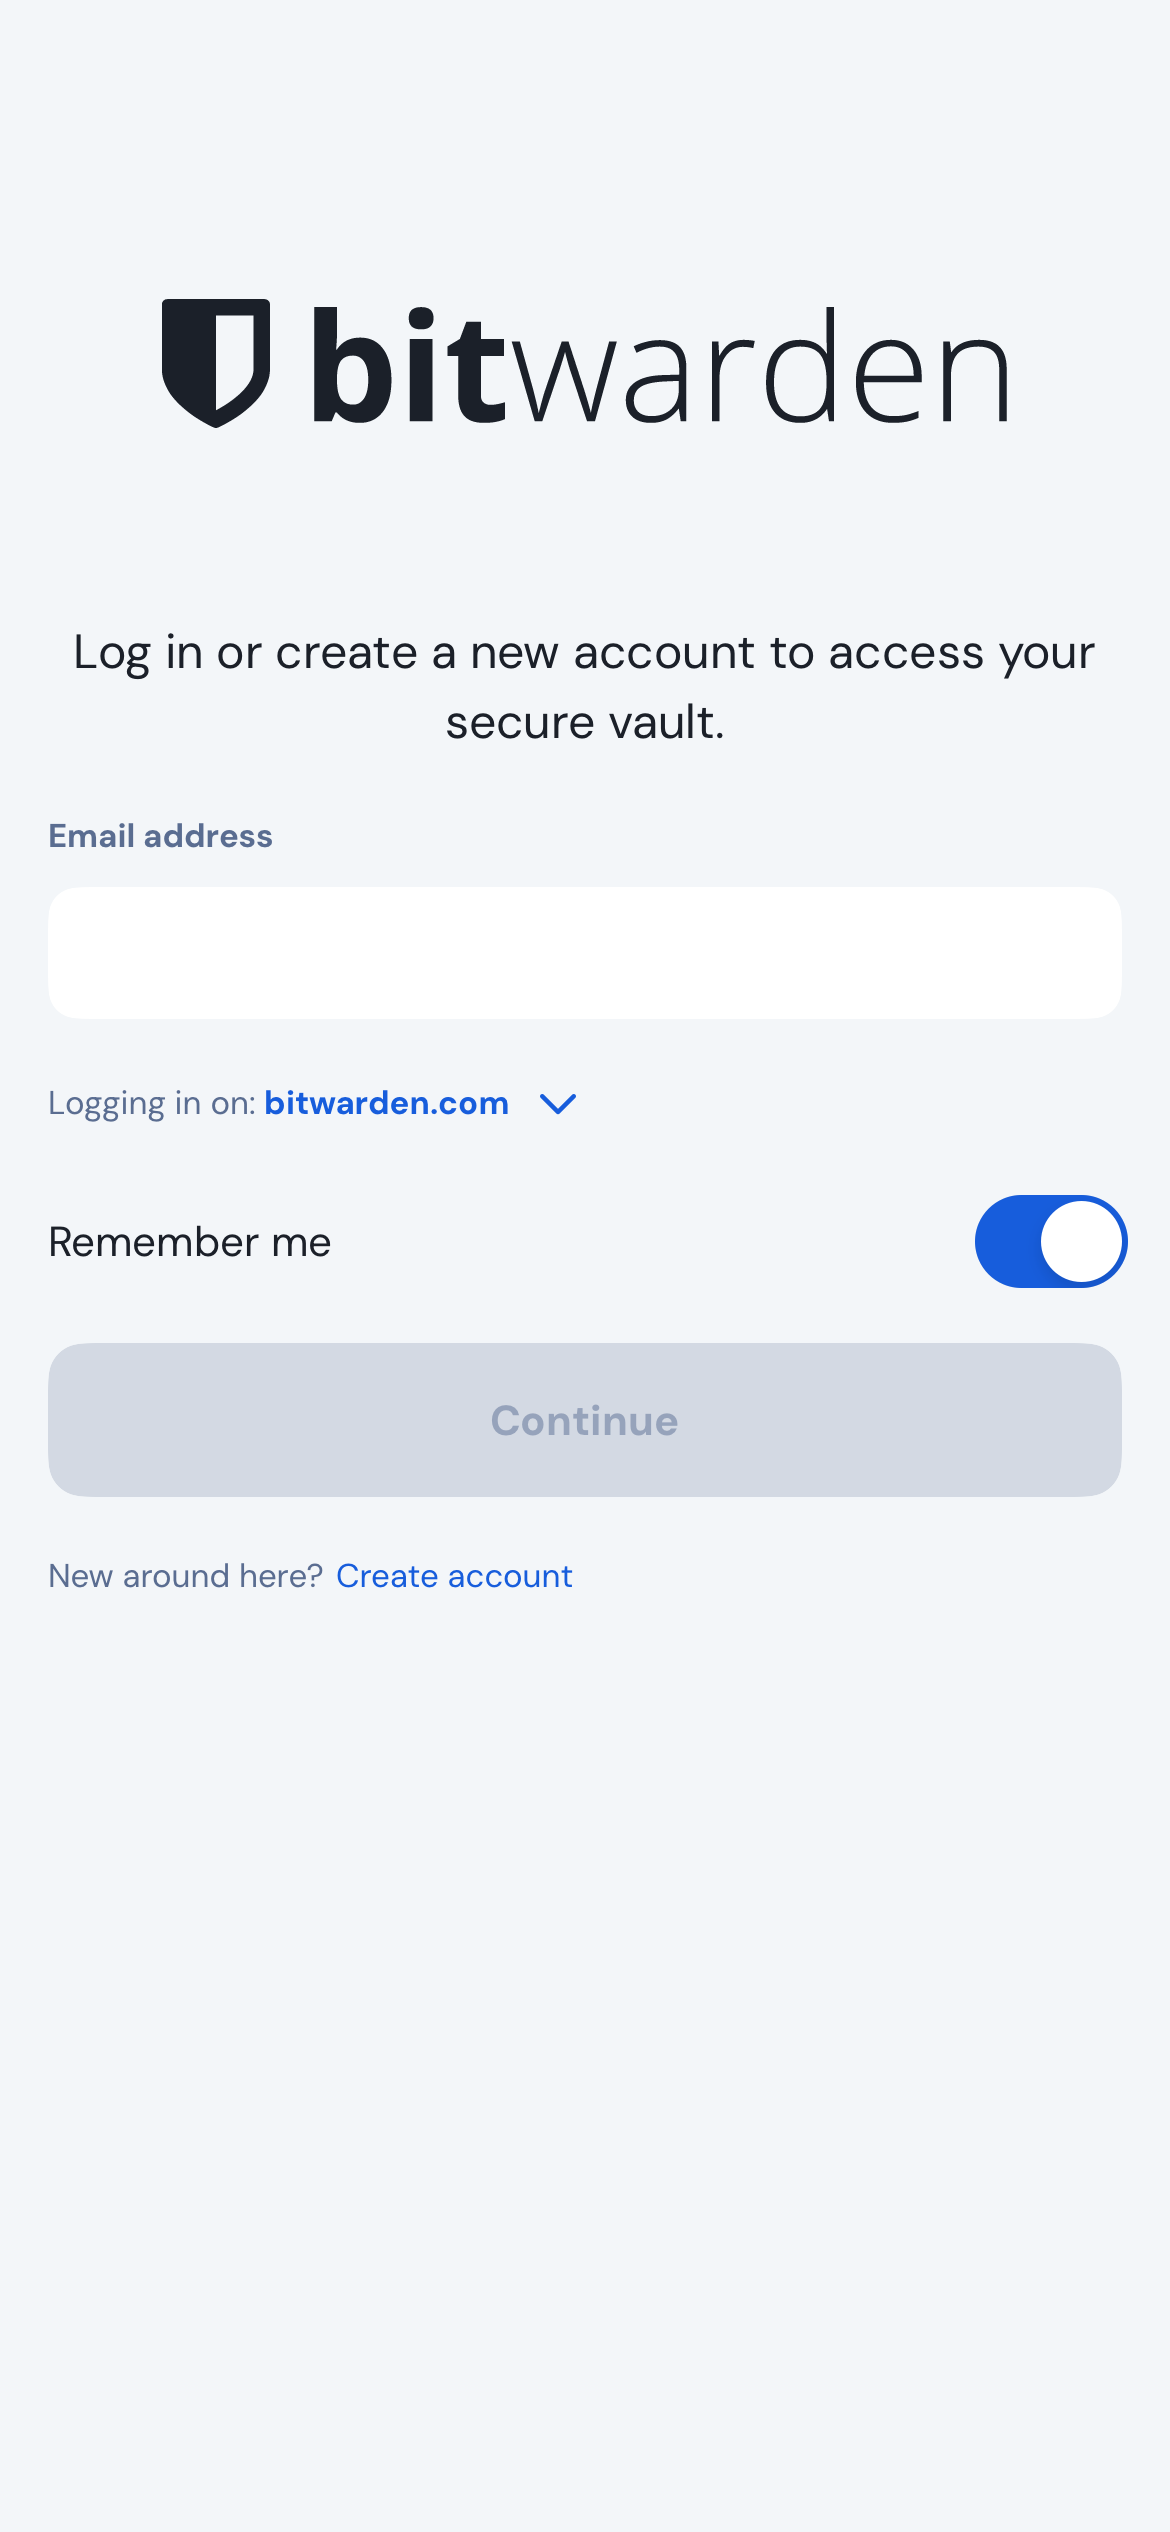 bitwarden
Log in or create a new account to access your
secure vault.
Email address
Logging in on: bitwarden.com
Remember me
Continue
New around here? Create account